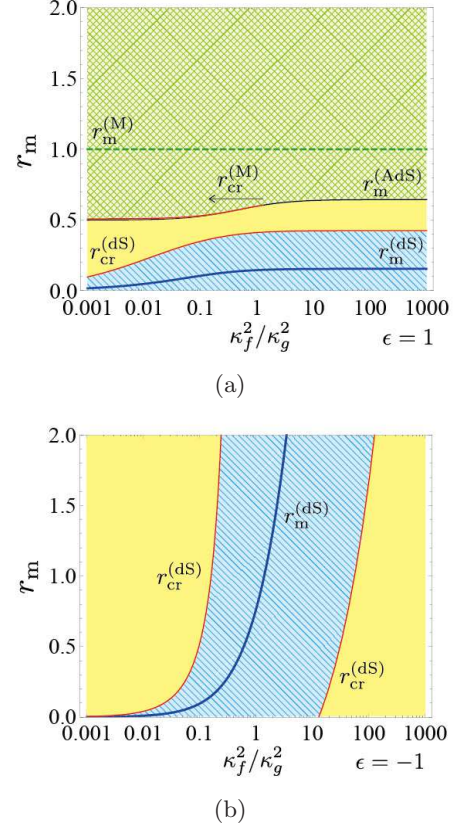 2.0
1.5
r_m^(M)
1.0
r_m
r_cr^(M)
r_m^(AdS)
0.5
r_cr^(dS)
r_m^(dS)
0.0
0.001 0.01 0.1 1 10 100 1000
κ_f^2/κ_g^2 ϵ = 1
(a)
2.0
1.5
r_m^(dS)
r_cr^(dS)
1.0
r_m
0.5
r_cr^(dS)
0.0
0.001 0.01 0.1 1 10 100 1000
κ_f^2/κ_g^2 ϵ = −1
(b)